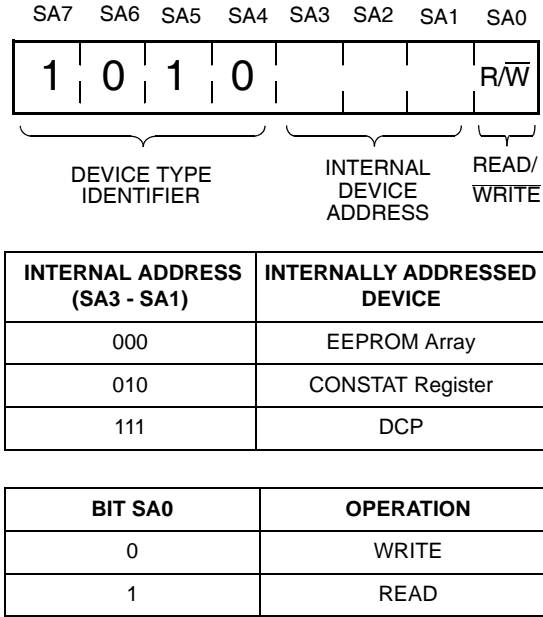 SA7 SA6 SA5 SA4 SA3 SA2 SA1 SA0
1 0 1 0 R/W̅
DEVICE TYPE
IDENTIFIER
INTERNAL
DEVICE
ADDRESS
READ/
W̅R̅I̅T̅E̅
INTERNAL ADDRESS
(SA3 - SA1)
INTERNALLY ADDRESSED
DEVICE
000 EEPROM Array
010 CONSTAT Register
111 DCP
BIT SA0 OPERATION
0 WRITE
1 READ